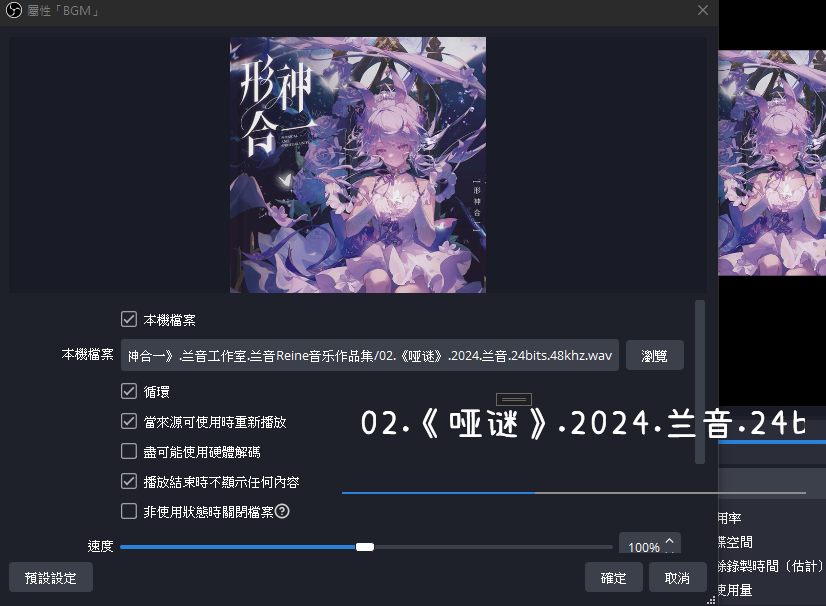 屬性「BGM」
形神合一
[形神合一]
本機檔案
本機檔案
神合一》.兰音工作室.兰音Reine音乐作品集/02.《哑谜》.2024.兰音.24bits.48khz.wav
瀏覽
循環
當來源可使用時重新播放
02.《哑谜》.2024.兰音.24b
盡可能使用硬體解碼
播放結束時不顯示任何內容
非使用狀態時關閉檔案
?
用率
碟空間
餘錄製時間（估計）
使用量
速度
100%
預設設定
確定
取消